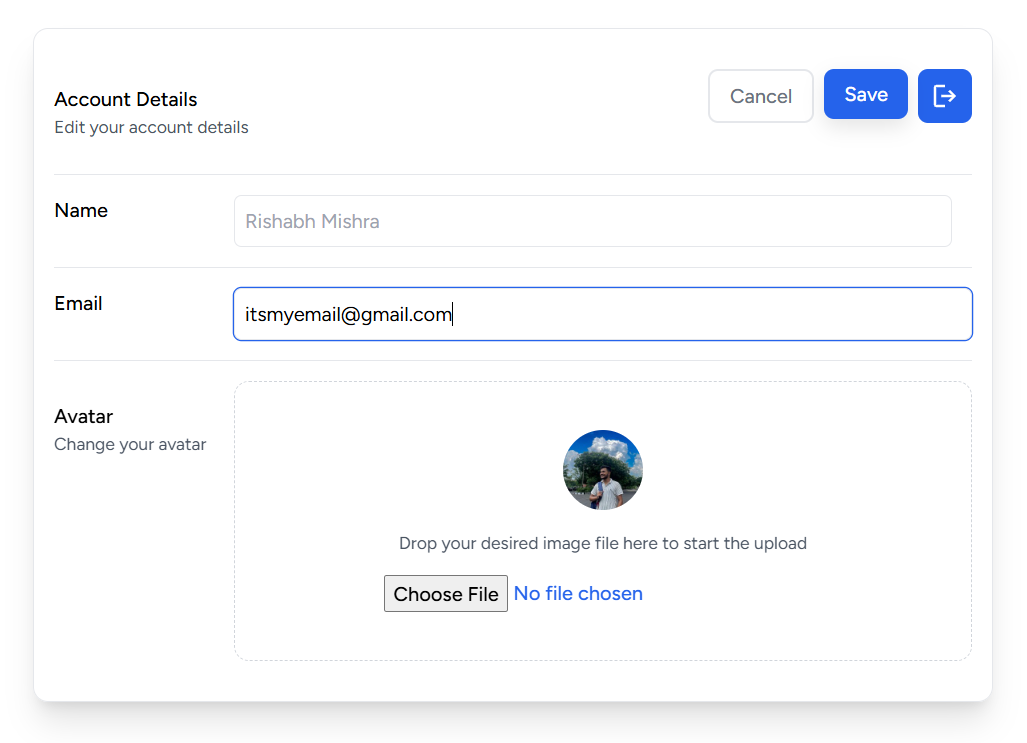 Account Details
Edit your account details
Cancel
Save
Name
Rishabh Mishra
Email
itsmyemail@gmail.com
Avatar
Change your avatar
Drop your desired image file here to start the upload
Choose File No file chosen